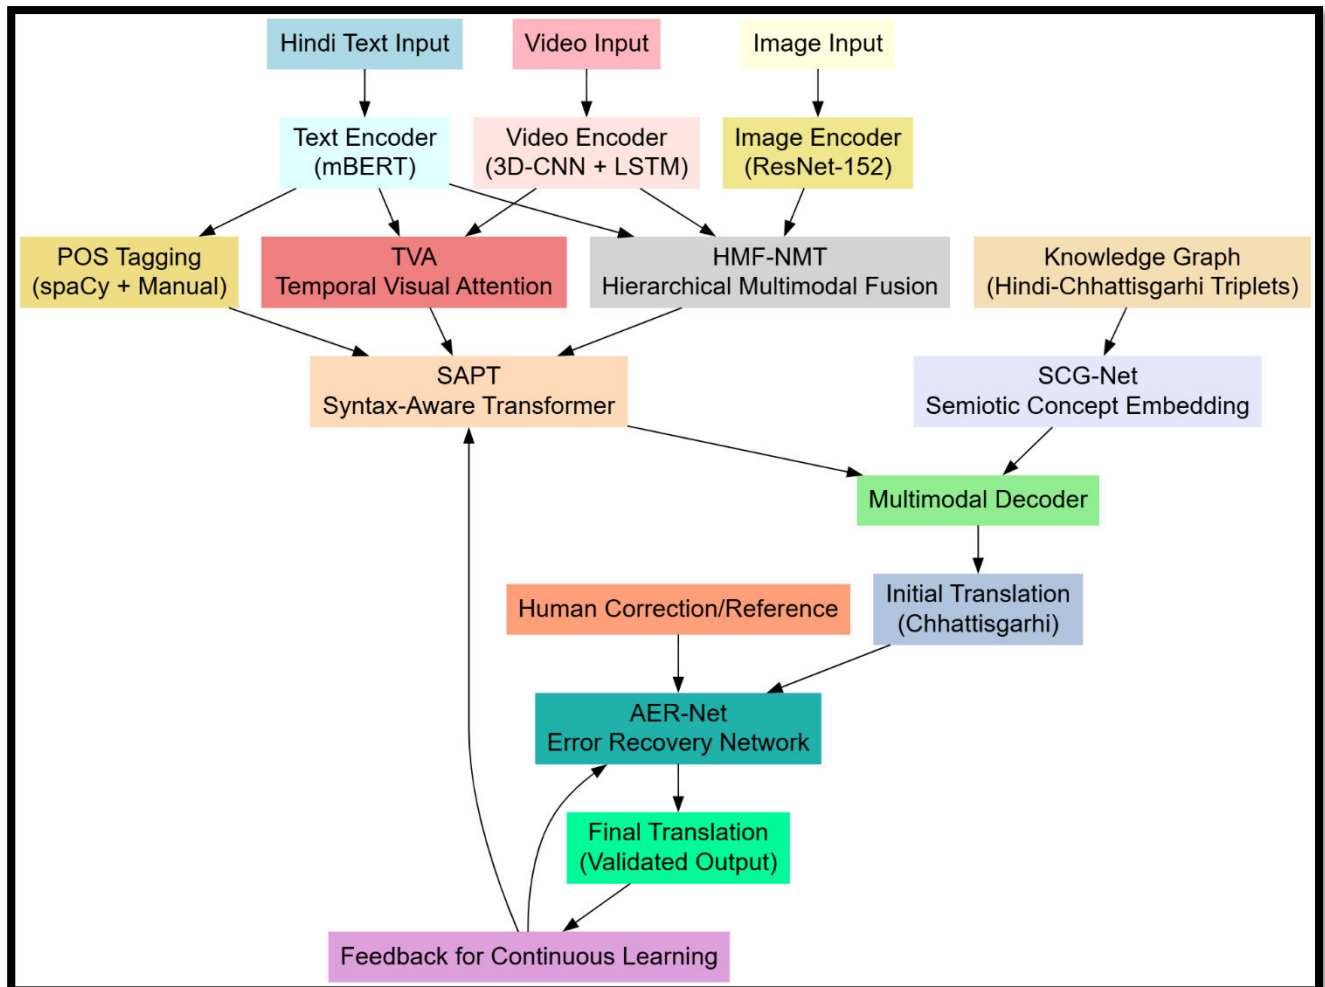 Hindi Text Input
Video Input
Image Input
Text Encoder
(mBERT)
Video Encoder
(3D-CNN + LSTM)
Image Encoder
(ResNet-152)
POS Tagging
(spaCy + Manual)
TVA
Temporal Visual Attention
HMF-NMT
Hierarchical Multimodal Fusion
Knowledge Graph
(Hindi-Chhattisgarhi Triplets)
SAPT
Syntax-Aware Transformer
SCG-Net
Semiotic Concept Embedding
Multimodal Decoder
Human Correction/Reference
Initial Translation
(Chhattisgarhi)
AER-Net
Error Recovery Network
Final Translation
(Validated Output)
Feedback for Continuous Learning